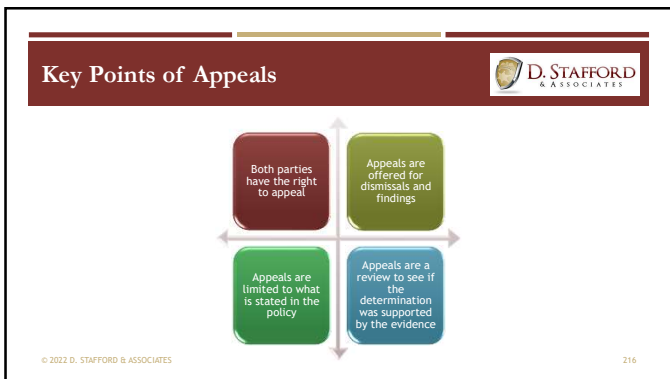 Key Points of Appeals
D. STAFFORD
& ASSOCIATES
Both parties
have the right
to appeal
Appeals are
offered for
dismissals and
findings
Appeals are
limited to what
is stated in the
policy
Appeals are a
review to see if
the
determination
was supported
by the evidence
© 2022 D. STAFFORD & ASSOCIATES
216